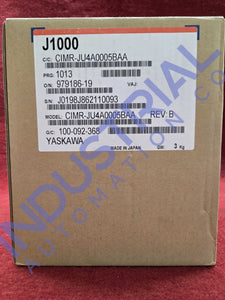 J1000
C/C: CIMR-JU4A0005BAA
PRG: 1013
O/N: 979186-19 VAJ:
S/N: J0198J862110093
MODEL: CIMR-JU4A0005BAA REV: B
C/C: 100-092-368
YASKAWA MADE IN JAPAN GW: 3 Kg
INDUSTRIAL
AUTOMATION.CO